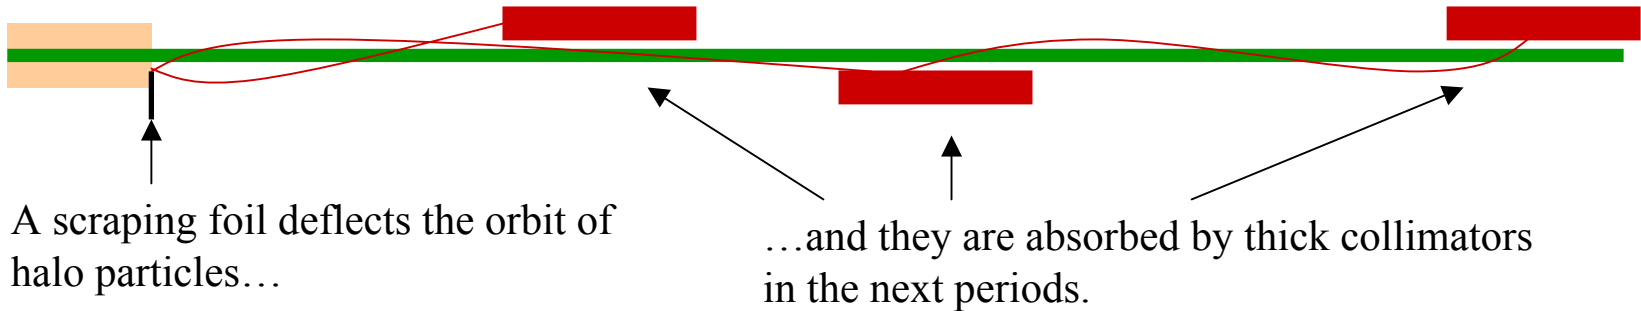 A scraping foil deflects the orbit of
halo particles…
…and they are absorbed by thick collimators
in the next periods.